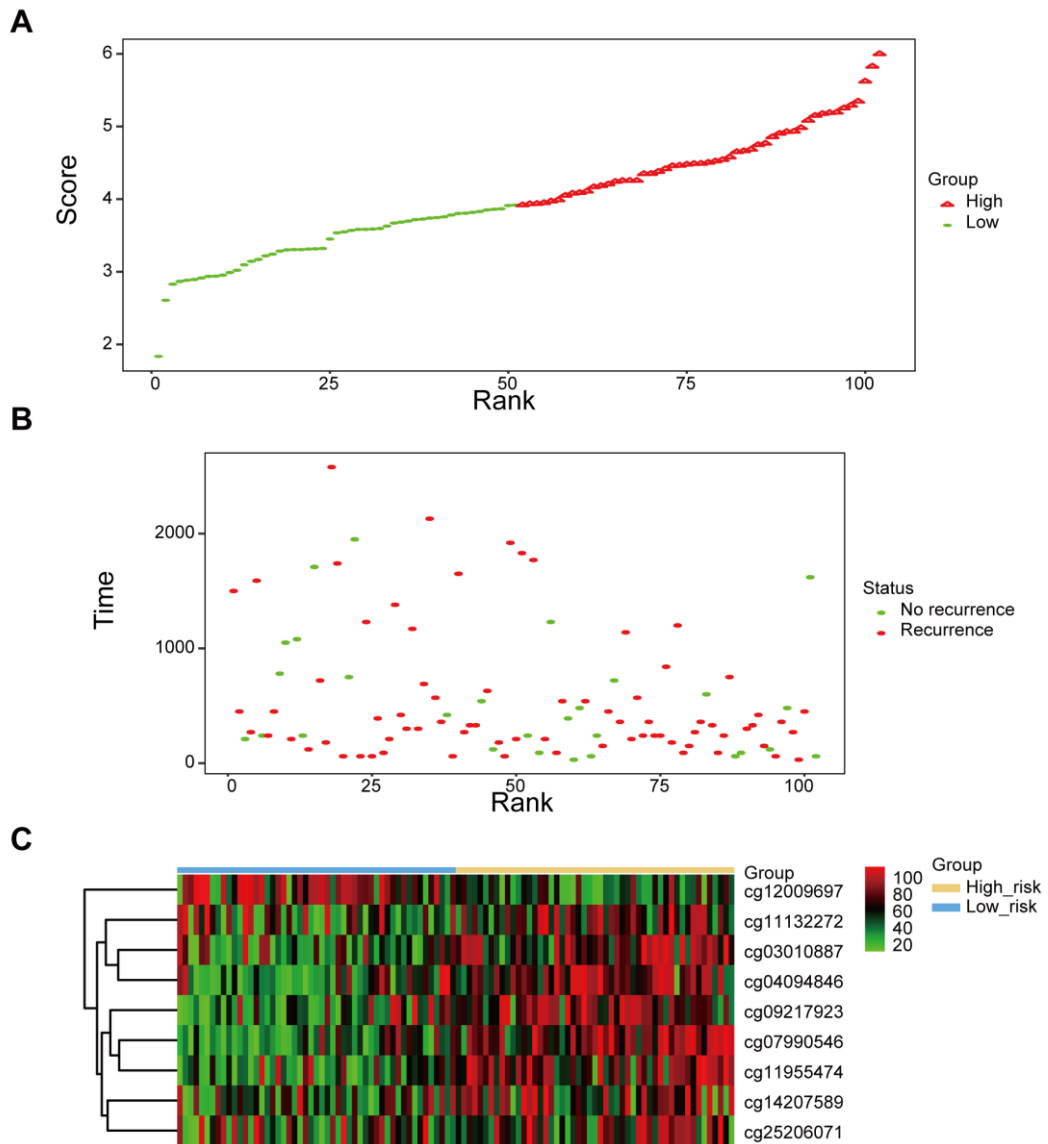 A
Score
6
5
4
3
2
0 25 50 75 100
Rank
Group
High
Low
B
Time
2000
1000
0
0 25 50 75 100
Rank
Status
No recurrence
Recurrence
C
Group
cg12009697
cg11132272
cg03010887
cg04094846
cg09217923
cg07990546
cg11955474
cg14207589
cg25206071
100
80
60
40
20
Group
High_risk
Low_risk